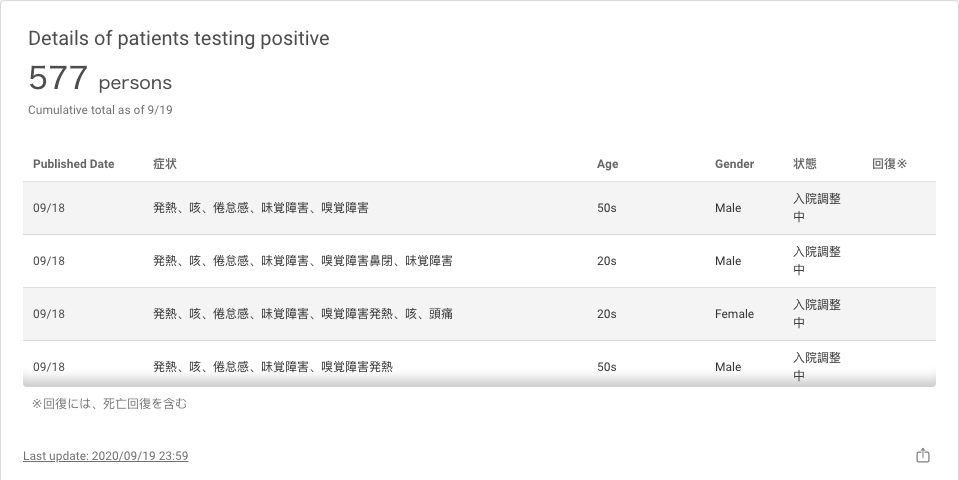 Details of patients testing positive
577 persons
Cumulative total as of 9/19
Published Date 症状 Age Gender 状態 回復※
09/18 発熱、咳、倦怠感、味覚障害、嗅覚障害 50s Male 入院調整
中
09/18 発熱、咳、倦怠感、味覚障害、嗅覚障害鼻閉、味覚障害 20s Male 入院調整
中
09/18 発熱、咳、倦怠感、味覚障害、嗅覚障害発熱、咳、頭痛 20s Female 入院調整
中
09/18 発熱、咳、倦怠感、味覚障害、嗅覚障害発熱 50s Male 入院調整
中
※回復には、死亡回復を含む
Last update: 2020/09/19 23:59